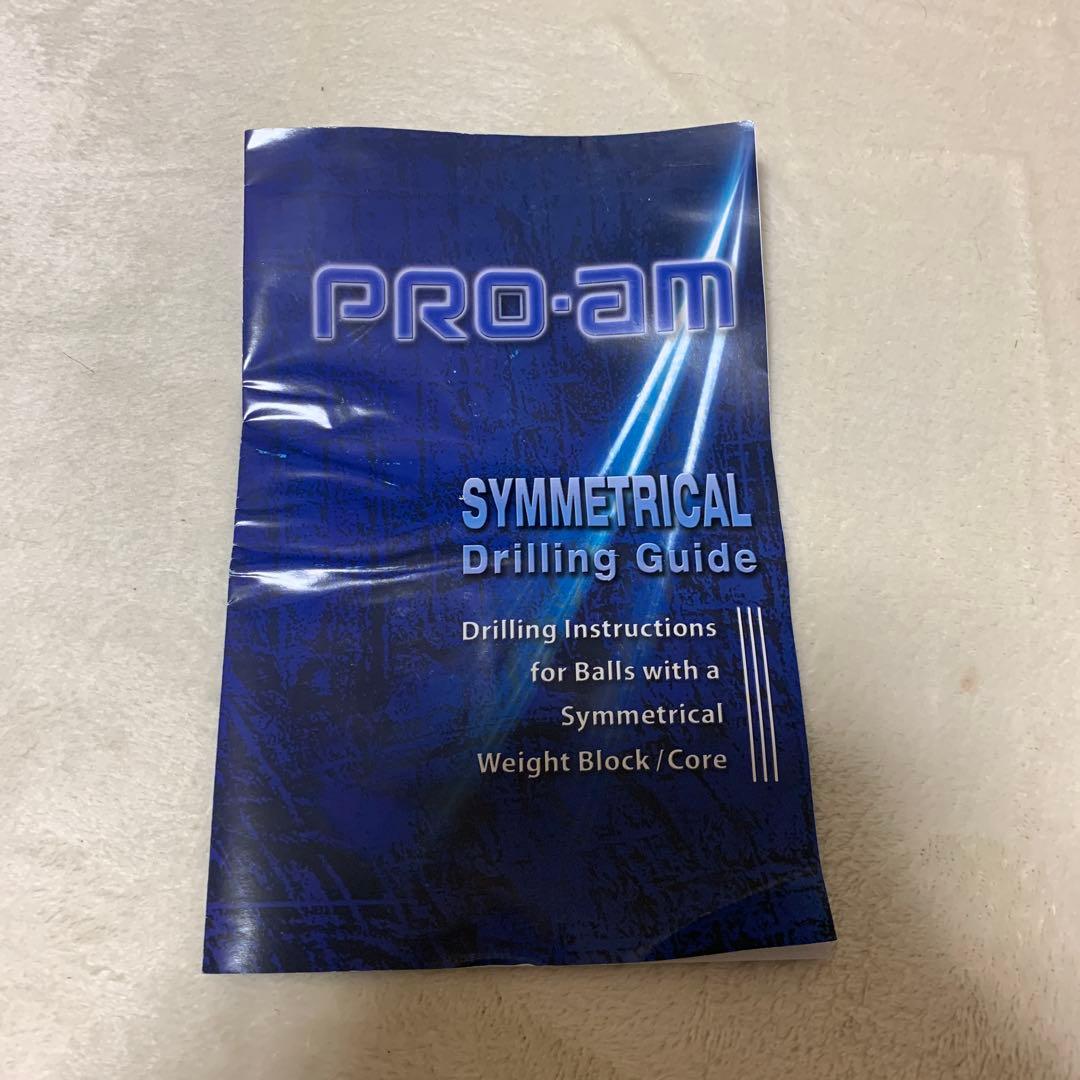 PRO·am
SYMMETRICAL
Drilling Guide
Drilling Instructions
for Balls with a
Symmetrical
Weight Block/Core